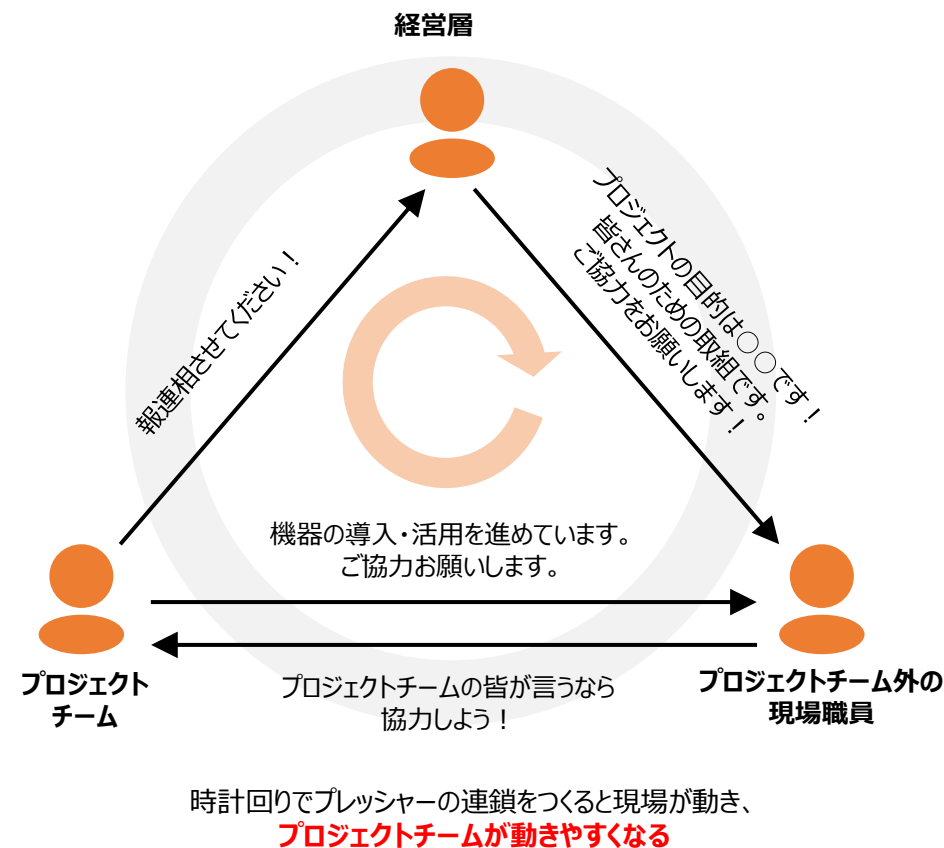 経営層
報連相させてください！
プロジェクトの目的は○○です！
皆さんのための取組です。
ご協力をお願いします！
機器の導入・活用を進めています。
ご協力お願いします。
プロジェクト
チーム
プロジェクトチームの皆が言うなら
協力しよう！
プロジェクトチーム外の
現場職員
時計回りでプレッシャーの連鎖をつくると現場が動き、
プロジェクトチームが動きやすくなる